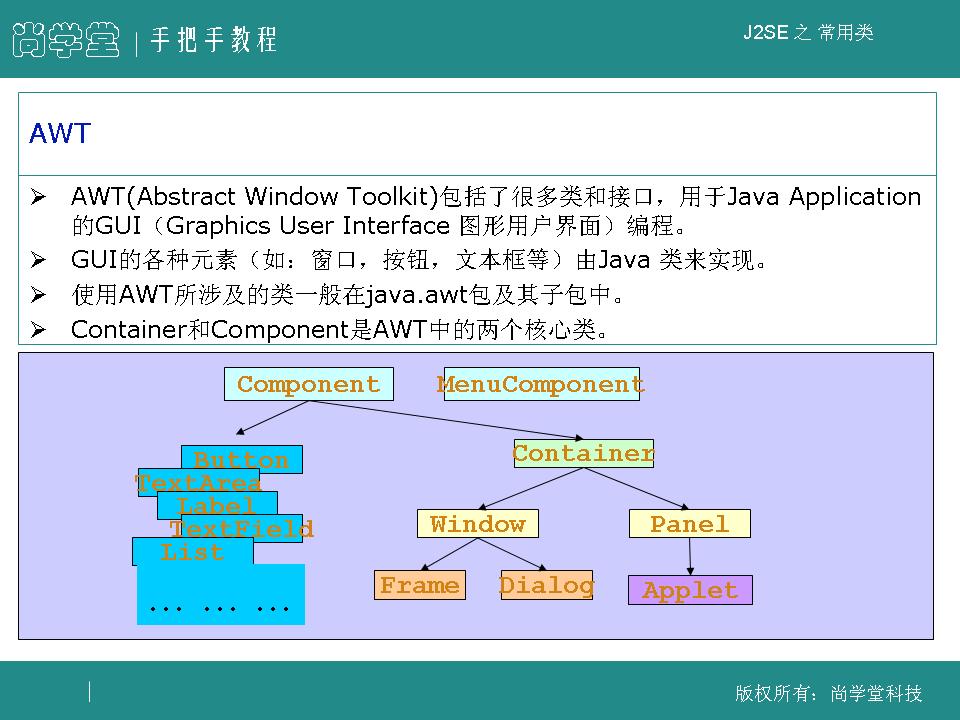 尚学堂 | 手把手教程
J2SE 之 常用类
AWT
AWT(Abstract Window Toolkit)包括了很多类和接口，用于Java Application
的GUI（Graphics User Interface 图形用户界面）编程。
GUI的各种元素（如：窗口，按钮，文本框等）由Java 类来实现。
使用AWT所涉及的类一般在java.awt包及其子包中。
Container和Component是AWT中的两个核心类。
Component
MenuComponent
Button
TextArea
Label
TextField
List
... ... ...
Container
Window
Panel
Frame
Dialog
Applet
版权所有：尚学堂科技